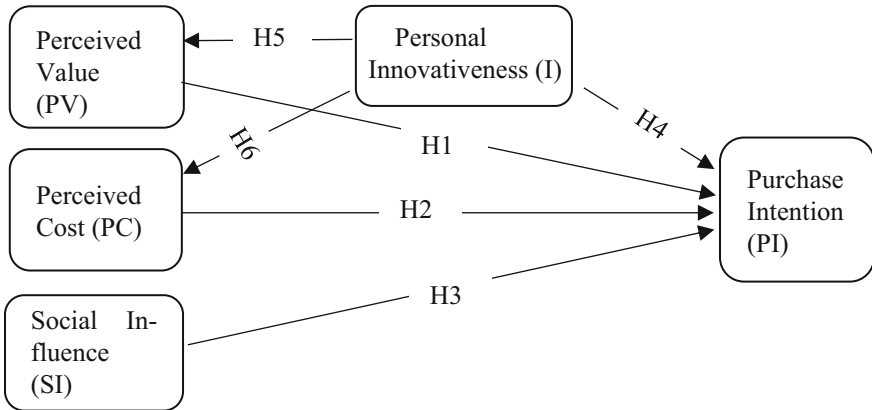 Perceived
Value
(PV)
H5
Personal
Innovativeness (I)
H6
H1
H4
Perceived
Cost (PC)
H2
Purchase
Intention
(PI)
H3
Social In-
fluence
(SI)